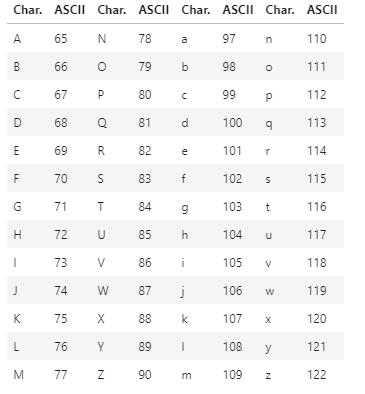 Char. ASCII Char. ASCII Char. ASCII Char. ASCII
A 65 N 78 a 97 n 110
B 66 O 79 b 98 o 111
C 67 P 80 c 99 p 112
D 68 Q 81 d 100 q 113
E 69 R 82 e 101 r 114
F 70 S 83 f 102 s 115
G 71 T 84 g 103 t 116
H 72 U 85 h 104 u 117
I 73 V 86 i 105 v 118
J 74 W 87 j 106 w 119
K 75 X 88 k 107 x 120
L 76 Y 89 l 108 y 121
M 77 Z 90 m 109 z 122